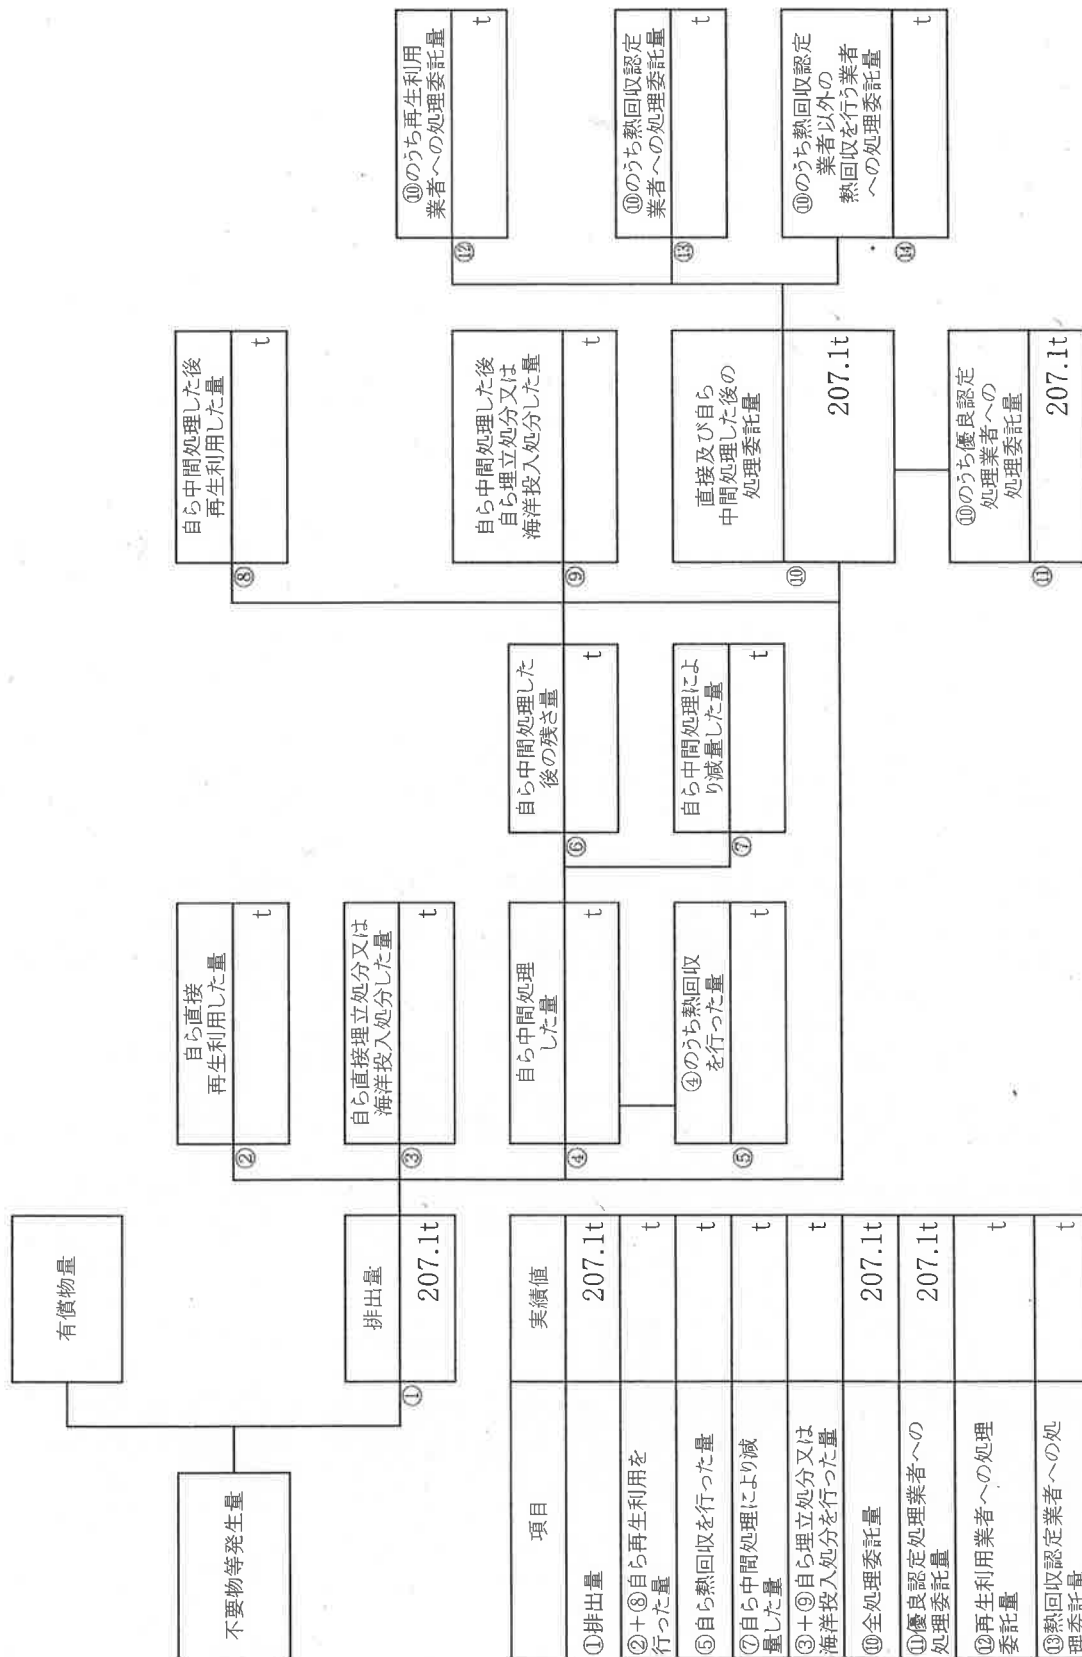 不要物等発生量
有償物量
排出量
①
207.1t
自ら直接
再生利用した量
②
t
自ら直接埋立処分又は
海洋投入処分した量
③
t
自ら中間処理
した量
④
t
④のうち熱回収
を行った量
⑤
t
自ら中間処理した
後の残さ量
⑥
t
自ら中間処理によ
り減量した量
⑦
t
自ら中間処理した後
再生利用した量
⑧
t
自ら中間処理した後
自ら埋立処分又は
海洋投入処分した量
⑨
t
直接及び自ら
中間処理した後の
処理委託量
⑩
207.1t
⑩のうち優良認定
処理業者への
処理委託量
⑪
207.1t
⑩のうち再生利用
業者への処理委託量
⑫
t
⑩のうち熱回収認定
業者への処理委託量
⑬
t
⑩のうち熱回収認定
業者以外の
熱回収を行う業者
への処理委託量
⑭
t
項目 実績値
①排出量 207.1t
②+⑧自ら再生利用を
行った量 t
⑤自ら熱回収を行った量 t
⑦自ら中間処理により減
量した量 t
③+⑨自ら埋立処分又は
海洋投入処分を行った量 t
⑩全処理委託量 207.1t
⑪優良認定処理業者への
処理委託量 207.1t
⑫再生利用業者への処理
委託量 t
⑬熱回収認定業者への処
理委託量 t